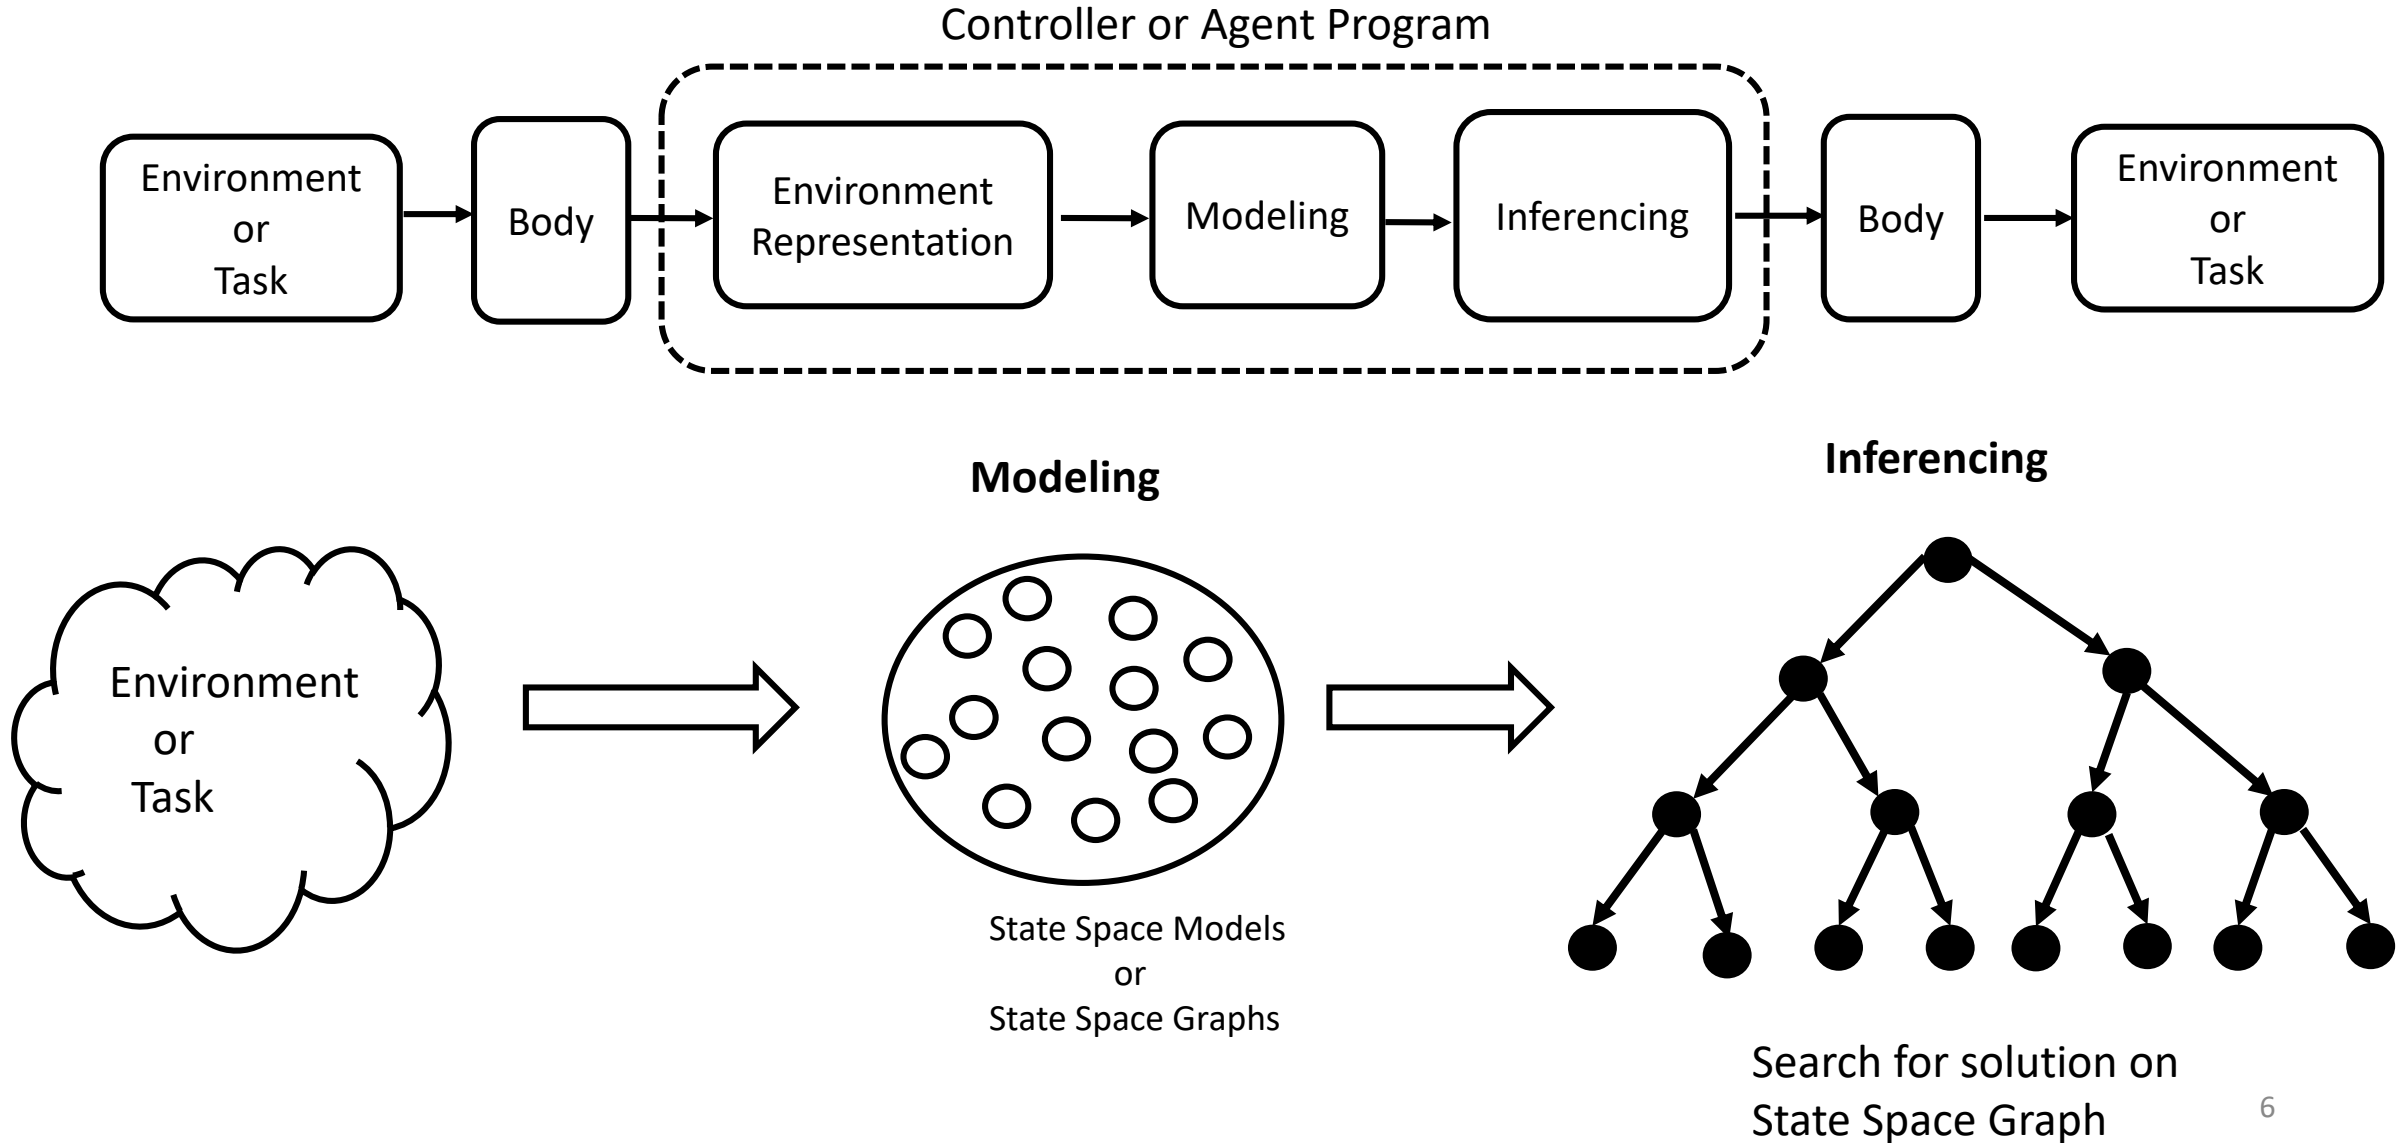 Controller or Agent Program
Environment
or
Task
Body
Environment
Representation
Modeling
Inferencing
Body
Environment
or
Task
Modeling
Inferencing
Environment
or
Task
State Space Models
or
State Space Graphs
Search for solution on
State Space Graph
6